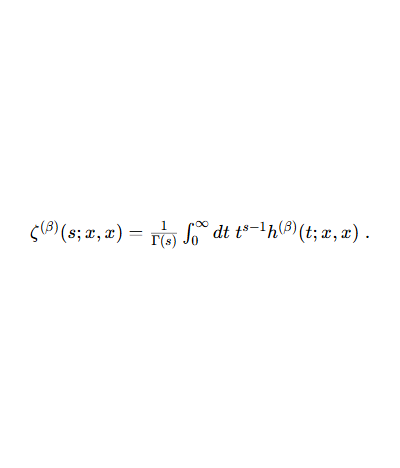 ζ^{(β)}(s; x, x) = \frac{1}{Γ(s)} ∫_0^∞ dt t^{s−1} h^{(β)}(t; x, x) .